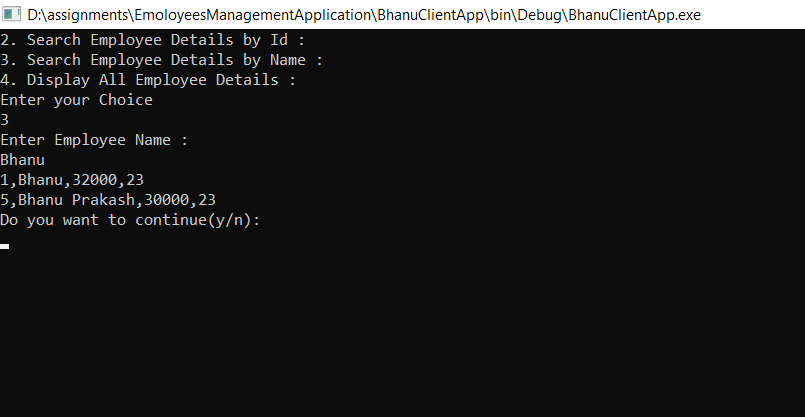 D:\assignments\EmoloyeesManagementApplication\BhanuClientApp\bin\Debug\BhanuClientApp.exe
2. Search Employee Details by Id :
3. Search Employee Details by Name :
4. Display All Employee Details :
Enter your Choice
3
Enter Employee Name :
Bhanu
1,Bhanu,32000,23
5,Bhanu Prakash,30000,23
Do you want to continue(y/n):